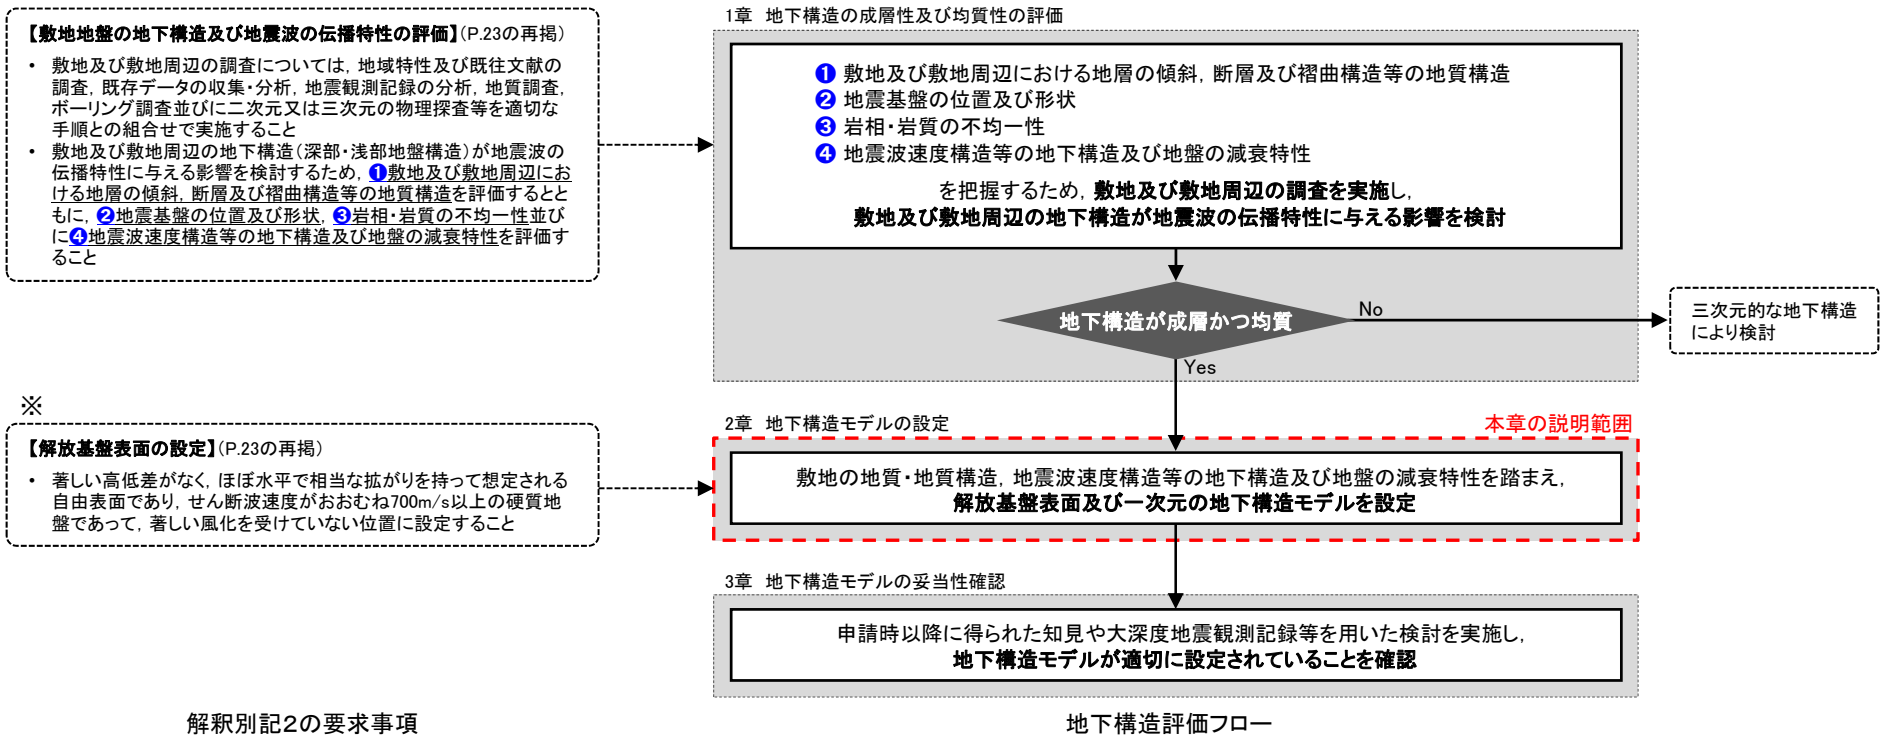 【敷地地盤の地下構造及び地震波の伝播特性の評価】(P.23の再掲)
・ 敷地及び敷地周辺の調査については，地域特性及び既往文献の
調査，既存データの収集・分析，地震観測記録の分析，地質調査，
ボーリング調査並びに二次元又は三次元の物理探査等を適切な
手順との組合せで実施すること
・ 敷地及び敷地周辺の地下構造（深部・浅部地盤構造）が地震波の
伝播特性に与える影響を検討するため，❶敷地及び敷地周辺にお
ける地層の傾斜，断層及び褶曲構造等の地質構造を評価するとと
もに，❷地震基盤の位置及び形状，❸岩相・岩質の不均一性並び
に❹地震波速度構造等の地下構造及び地盤の減衰特性を評価す
ること
※
【解放基盤表面の設定】(P.23の再掲)
・ 著しい高低差がなく，ほぼ水平で相当な拡がりを持って想定される
自由表面であり，せん断波速度がおおむね700m/s以上の硬質地
盤であって，著しい風化を受けていない位置に設定すること
解釈別記２の要求事項
1章 地下構造の成層性及び均質性の評価
❶ 敷地及び敷地周辺における地層の傾斜，断層及び褶曲構造等の地質構造
❷ 地震基盤の位置及び形状
❸ 岩相・岩質の不均一性
❹ 地震波速度構造等の地下構造及び地盤の減衰特性
を把握するため，敷地及び敷地周辺の調査を実施し，
敷地及び敷地周辺の地下構造が地震波の伝播特性に与える影響を検討
地下構造が成層かつ均質
No
三次元的な地下構造
により検討
Yes
2章 地下構造モデルの設定
本章の説明範囲
敷地の地質・地質構造，地震波速度構造等の地下構造及び地盤の減衰特性を踏まえ，
解放基盤表面及び一次元の地下構造モデルを設定
3章 地下構造モデルの妥当性確認
申請時以降に得られた知見や大深度地震観測記録等を用いた検討を実施し，
地下構造モデルが適切に設定されていることを確認
地下構造評価フロー